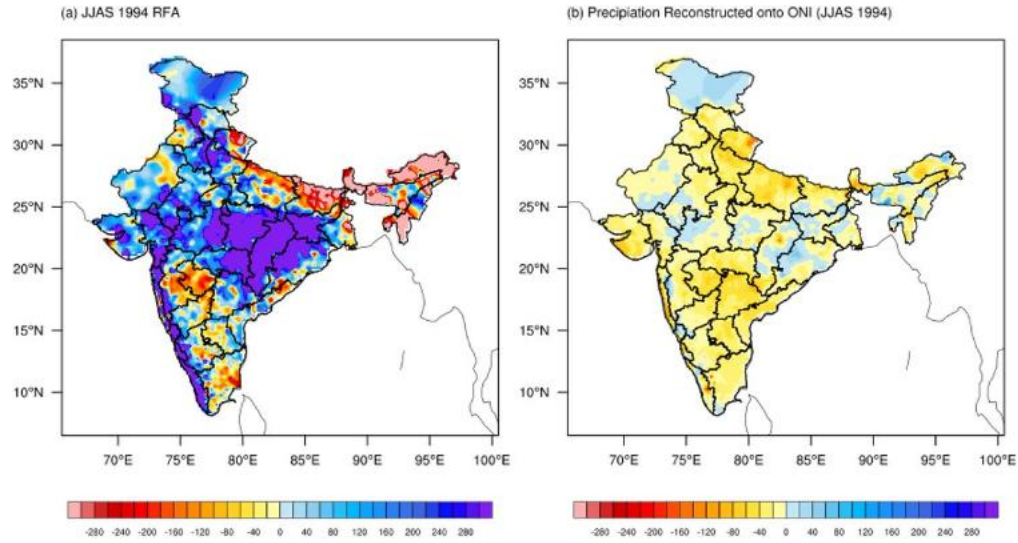 (a) JJAS 1994 RFA
(b) Precipiation Reconstructed onto ONI (JJAS 1994)
35°N
30°N
25°N
20°N
15°N
10°N
70°E 75°E 80°E 85°E 90°E 95°E 100°E
35°N
30°N
25°N
20°N
15°N
10°N
70°E 75°E 80°E 85°E 90°E 95°E 100°E
-280 -240 -200 -160 -120 -80 -40 0 40 80 120 160 200 240 280
-280 -240 -200 -160 -120 -80 -40 0 40 80 120 160 200 240 280